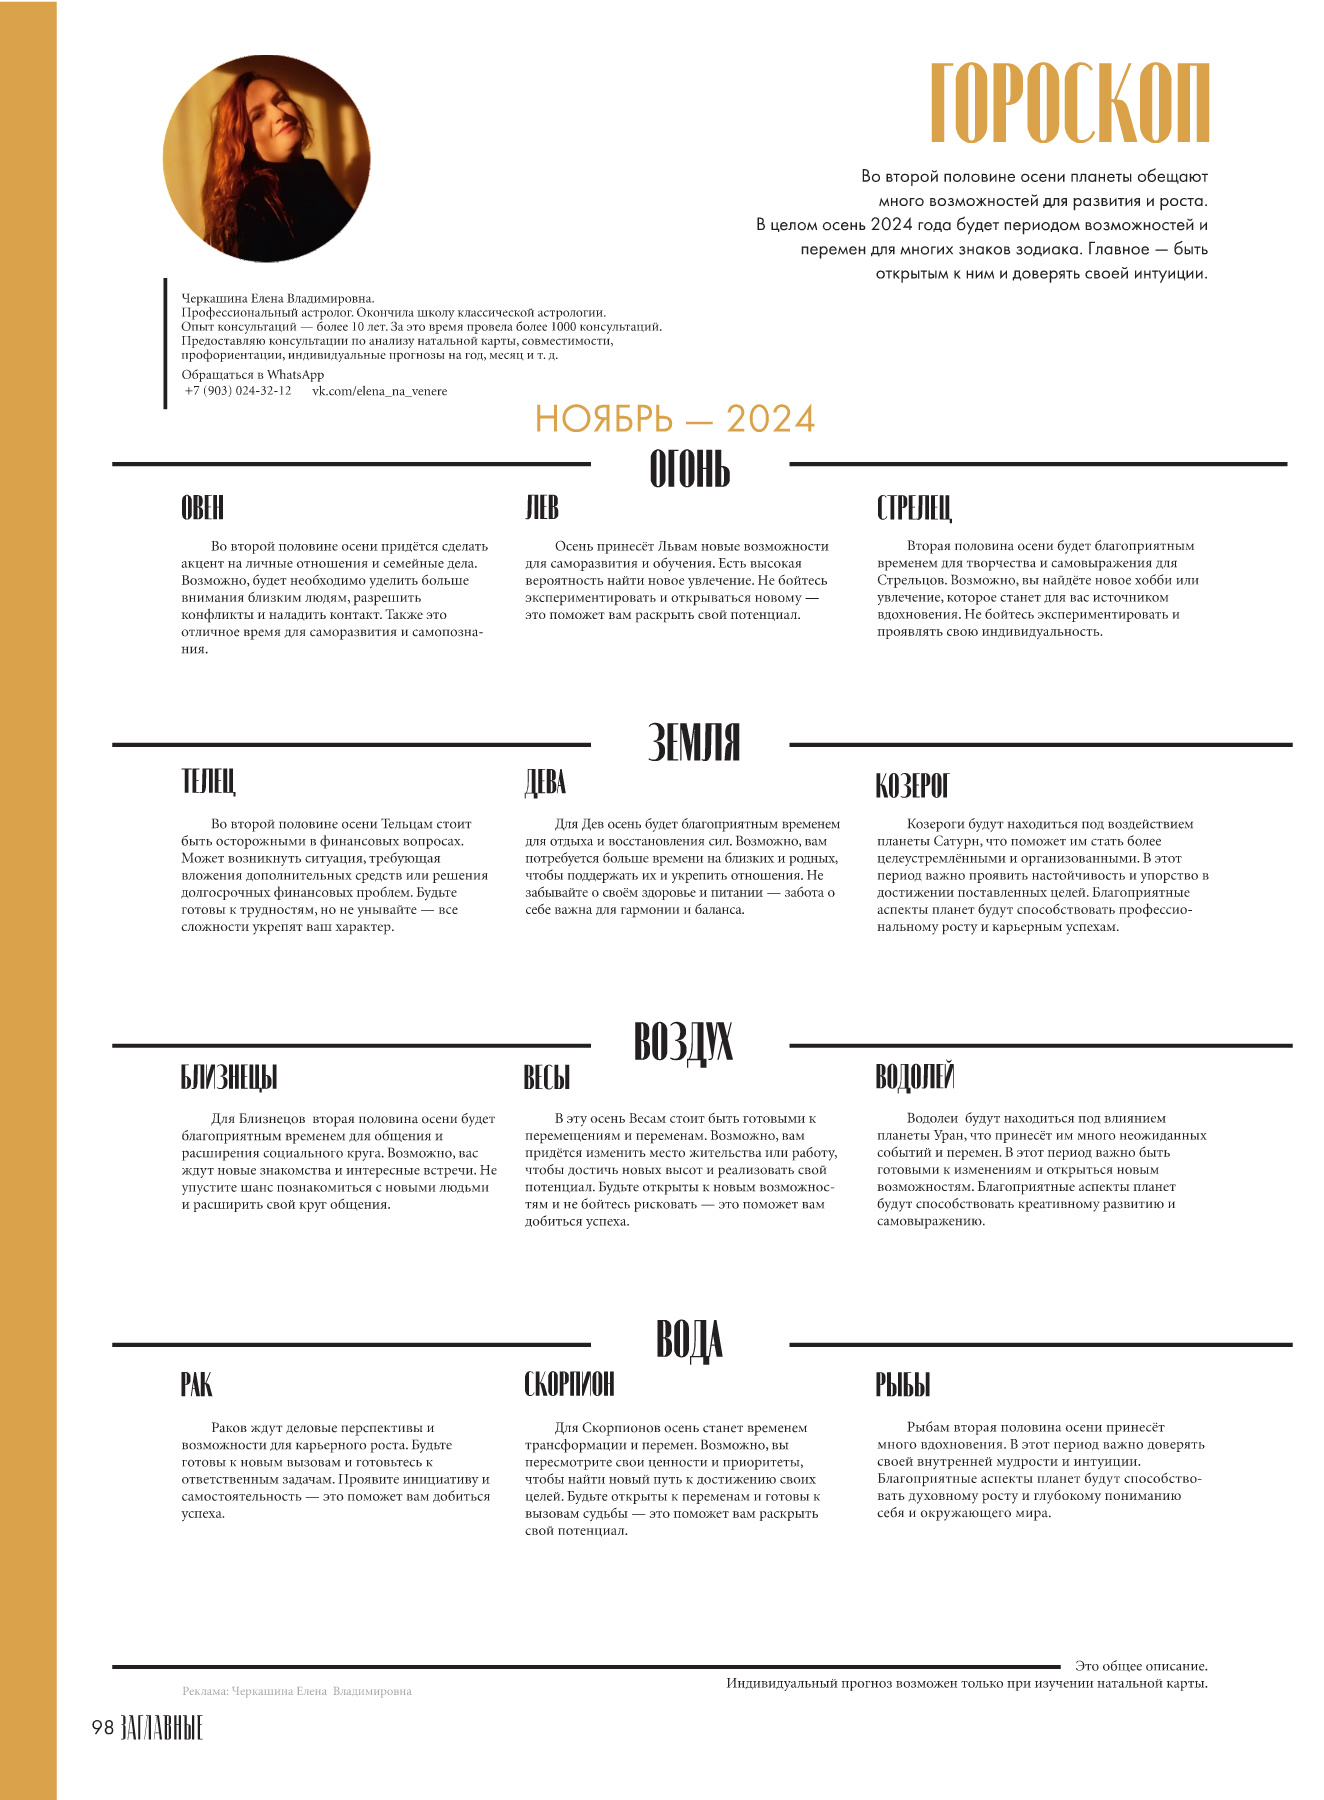 ГОРОСКОП
Во второй половине осени планеты обещают
много возможностей для развития и роста.
В целом осень 2024 года будет периодом возможностей и
перемен для многих знаков зодиака. Главное — быть
открытым к ним и доверять своей интуиции.
Черкашина Елена Владимировна.
Профессиональный астролог. Окончила школу классической астрологии.
Опыт консультаций — более 10 лет. За это время провела более 1000 консультаций.
Предоставляю консультации по анализу натальной карты, совместимости,
профориентации, индивидуальные прогнозы на год, месяц и т. д.
Обращаться в WhatsApp
+7 (903) 024-32-12 vk.com/elena_na_venere
НОЯБРЬ — 2024
ОГОНЬ
ОВЕН
Во второй половине осени придётся сделать
акцент на личные отношения и семейные дела.
Возможно, будет необходимо уделить больше
внимания близким людям, разрешить
конфликты и наладить контакт. Также это
отличное время для саморазвития и самопозна-
ния.
ЛЕВ
Осень принесёт Львам новые возможности
для саморазвития и обучения. Есть высокая
вероятность найти новое увлечение. Не бойтесь
экспериментировать и открываться новому —
это поможет вам раскрыть свой потенциал.
СТРЕЛЕЦ
Вторая половина осени будет благоприятным
временем для творчества и самовыражения для
Стрельцов. Возможно, вы найдёте новое хобби или
увлечение, которое станет для вас источником
вдохновения. Не бойтесь экспериментировать и
проявлять свою индивидуальность.
ЗЕМЛЯ
ТЕЛЕЦ
Во второй половине осени Тельцам стоит
быть осторожными в финансовых вопросах.
Может возникнуть ситуация, требующая
вложения дополнительных средств или решения
долгосрочных финансовых проблем. Будьте
готовы к трудностям, но не унывайте — все
сложности укрепят ваш характер.
ДЕВА
Для Дев осень будет благоприятным временем
для отдыха и восстановления сил. Возможно, вам
потребуется больше времени на близких и родных,
чтобы поддержать их и укрепить отношения. Не
забывайте о своём здоровье и питании — забота о
себе важна для гармонии и баланса.
КОЗЕРОГ
Козероги будут находиться под воздействием
планеты Сатурн, что поможет им стать более
целеустремлёнными и организованными. В этот
период важно проявить настойчивость и упорство в
достижении поставленных целей. Благоприятные
аспекты планет будут способствовать профессио-
нальному росту и карьерным успехам.
ВОЗДУХ
БЛИЗНЕЦЫ
Для Близнецов вторая половина осени будет
благоприятным временем для общения и
расширения социального круга. Возможно, вас
ждут новые знакомства и интересные встречи. Не
упустите шанс познакомиться с новыми людьми
и расширить свой круг общения.
ВЕСЫ
В эту осень Весам стоит быть готовыми к
перемещениям и переменам. Возможно, вам
придётся изменить место жительства или работу,
чтобы достичь новых высот и реализовать свой
потенциал. Будьте открыты к новым возможнос-
тям и не бойтесь рисковать — это поможет вам
добиться успеха.
ВОДОЛЕЙ
Водолеи будут находиться под влиянием
планеты Уран, что принесёт им много неожиданных
событий и перемен. В этот период важно быть
готовыми к изменениям и открыться новым
возможностям. Благоприятные аспекты планет
будут способствовать креативному развитию и
самовыражению.
ВОДА
РАК
Раков ждут деловые перспективы и
возможности для карьерного роста. Будьте
готовы к новым вызовам и готовьтесь к
ответственным задачам. Проявите инициативу и
самостоятельность — это поможет вам добиться
успеха.
СКОРПИОН
Для Скорпионов осень станет временем
трансформации и перемен. Возможно, вы
пересмотрите свои ценности и приоритеты,
чтобы найти новый путь к достижению своих
целей. Будьте открыты к переменам и готовы к
вызовам судьбы — это поможет вам раскрыть
свой потенциал.
РЫБЫ
Рыбам вторая половина осени принесёт
много вдохновения. В этот период важно доверять
своей внутренней мудрости и интуиции.
Благоприятные аспекты планет будут способство-
вать духовному росту и глубокому пониманию
себя и окружающего мира.
Это общее описание.
Индивидуальный прогноз возможен только при изучении натальной карты.
Реклама: Черкашина Елена Владимировна
98 ЗАГЛАВНЫЕ